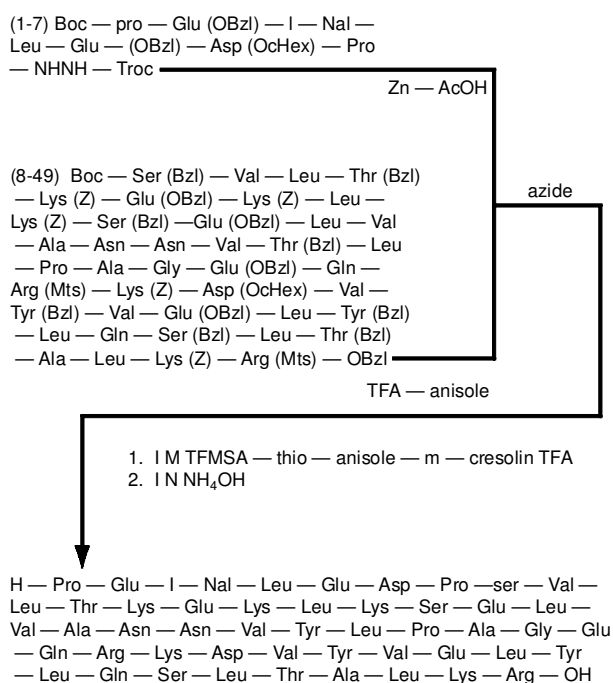 (1-7) Boc — pro — Glu (OBzl) — I — Nal —
Leu — Glu — (OBzl) — Asp (OcHex) — Pro
— NHNH — Troc
Zn — AcOH
(8-49) Boc — Ser (Bzl) — Val — Leu — Thr (Bzl)
— Lys (Z) — Glu (OBzl) — Lys (Z) — Leu —
Lys (Z) — Ser (Bzl) —Glu (OBzl) — Leu — Val
— Ala — Asn — Asn — Val — Thr (Bzl) — Leu
— Pro — Ala — Gly — Glu (OBzl) — Gln —
Arg (Mts) — Lys (Z) — Asp (OcHex) — Val —
Tyr (Bzl) — Val — Glu (OBzl) — Leu — Tyr (Bzl)
— Leu — Gln — Ser (Bzl) — Leu — Thr (Bzl)
— Ala — Leu — Lys (Z) — Arg (Mts) — OBzl
azide
TFA — anisole
1. I M TFMSA — thio — anisole — m — cresolin TFA
2. I N NH₄OH
H — Pro — Glu — I — Nal — Leu — Glu — Asp — Pro —ser — Val —
Leu — Thr — Lys — Glu — Lys — Leu — Lys — Ser — Glu — Leu —
Val — Ala — Asn — Asn — Val — Tyr — Leu — Pro — Ala — Gly — Glu
— Gln — Arg — Lys — Asp — Val — Tyr — Val — Glu — Leu — Tyr
— Leu — Gln — Ser — Leu — Thr — Ala — Leu — Lys — Arg — OH